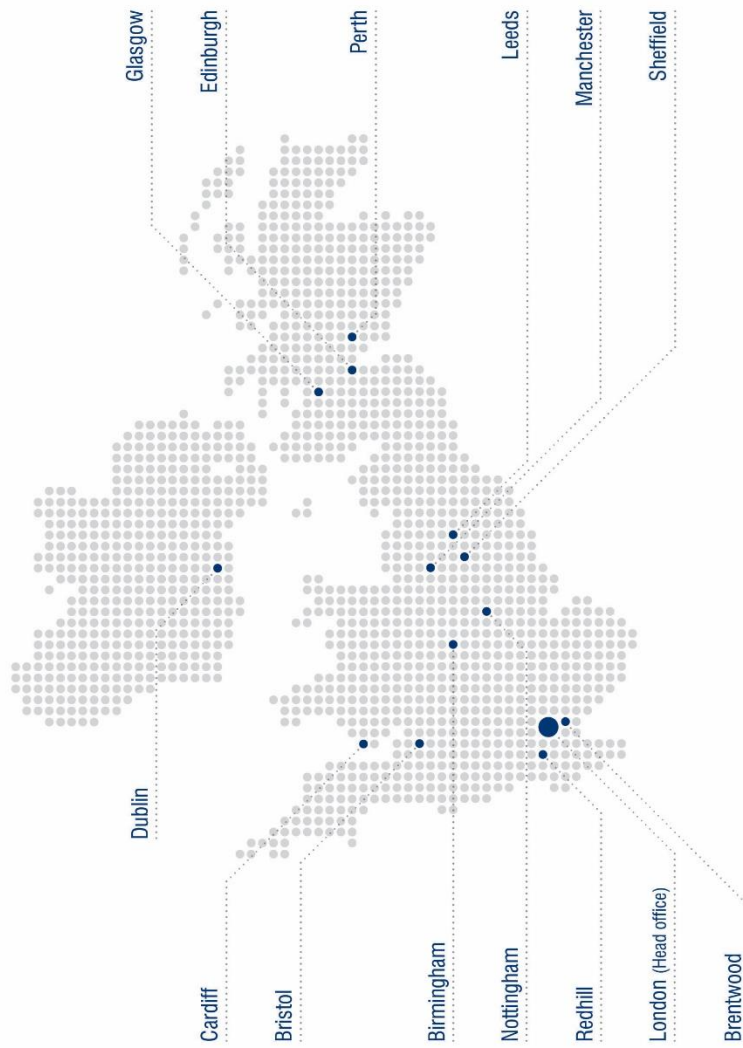 Glasgow
Edinburgh
Perth
Leeds
Manchester
Sheffield
Dublin
Cardiff
Bristol
Birmingham
Nottingham
Redhill
London (Head office)
Brentwood